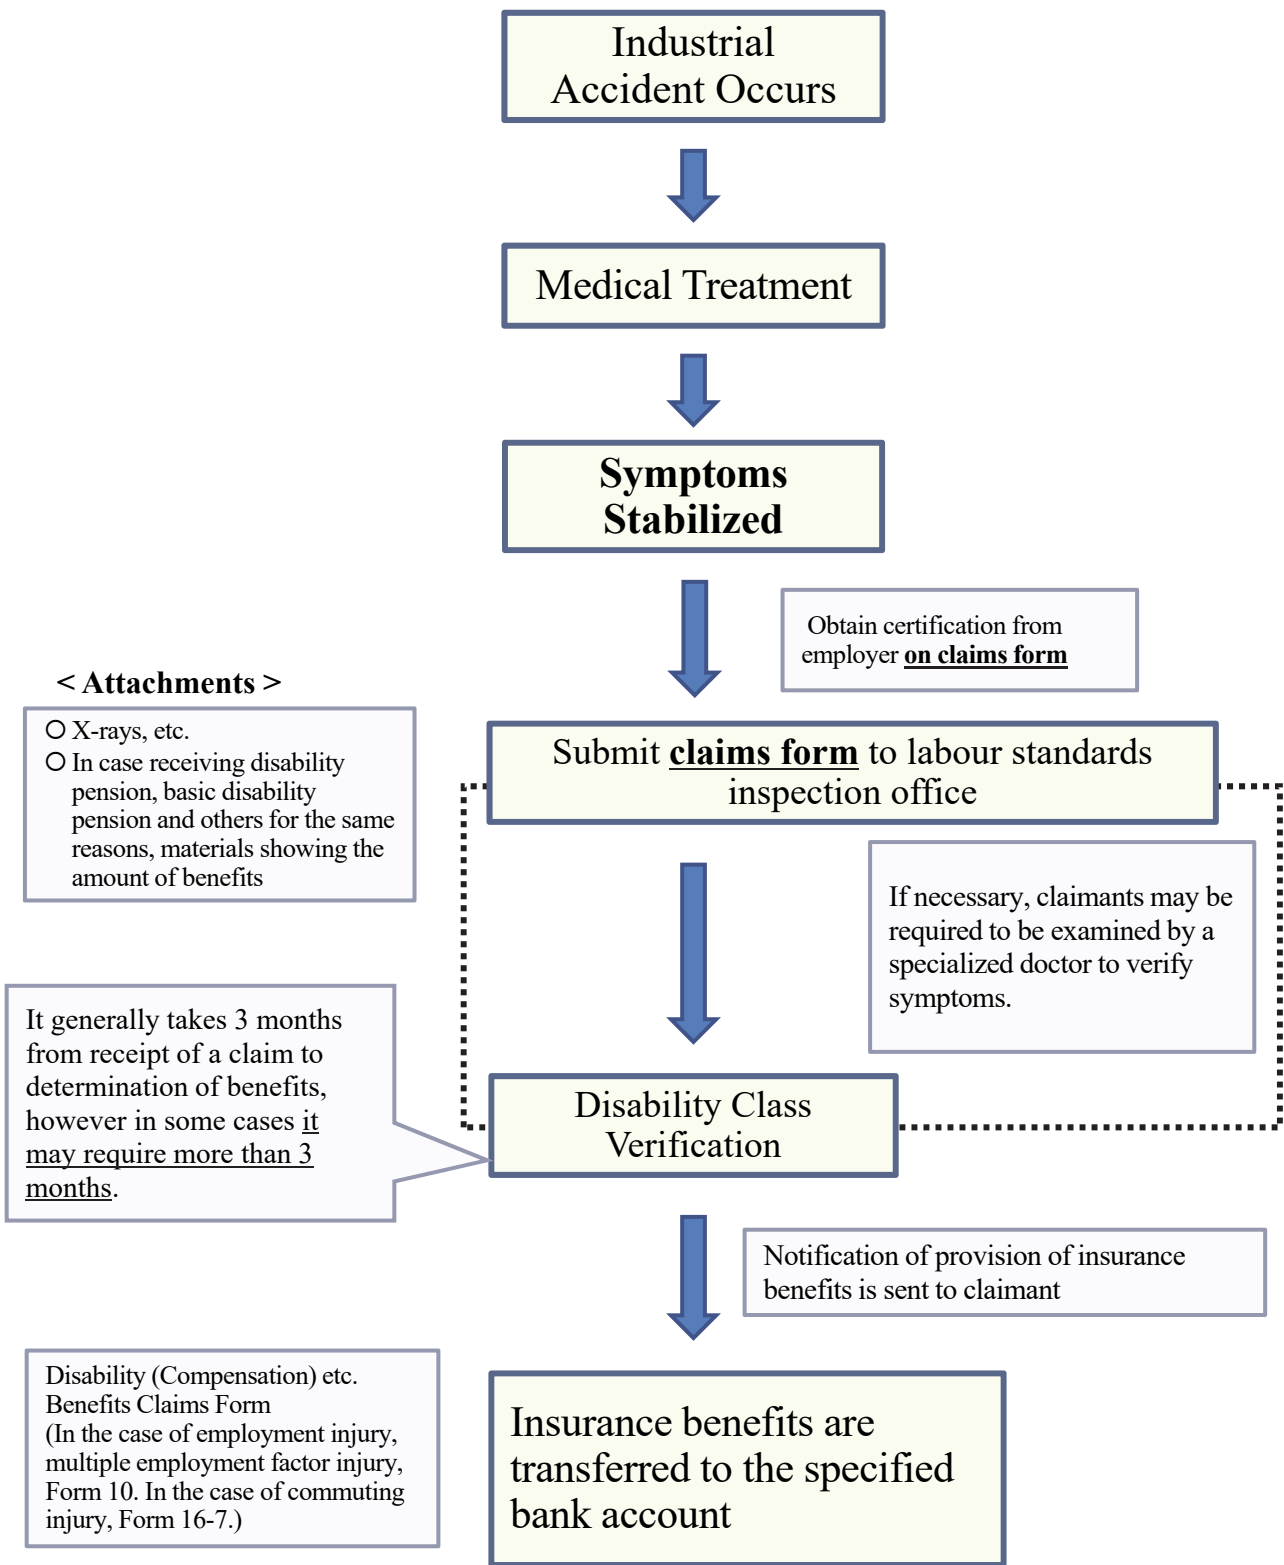 Industrial
Accident Occurs
Medical Treatment
Symptoms
Stabilized
Obtain certification from
employer on claims form
< Attachments >
○ X-rays, etc.
○ In case receiving disability
pension, basic disability
pension and others for the same
reasons, materials showing the
amount of benefits
Submit claims form to labour standards
inspection office
If necessary, claimants may be
required to be examined by a
specialized doctor to verify
symptoms.
It generally takes 3 months
from receipt of a claim to
determination of benefits,
however in some cases it
may require more than 3
months.
Disability Class
Verification
Notification of provision of insurance
benefits is sent to claimant
Disability (Compensation) etc.
Benefits Claims Form
(In the case of employment injury,
multiple employment factor injury,
Form 10. In the case of commuting
injury, Form 16-7.)
Insurance benefits are
transferred to the specified
bank account